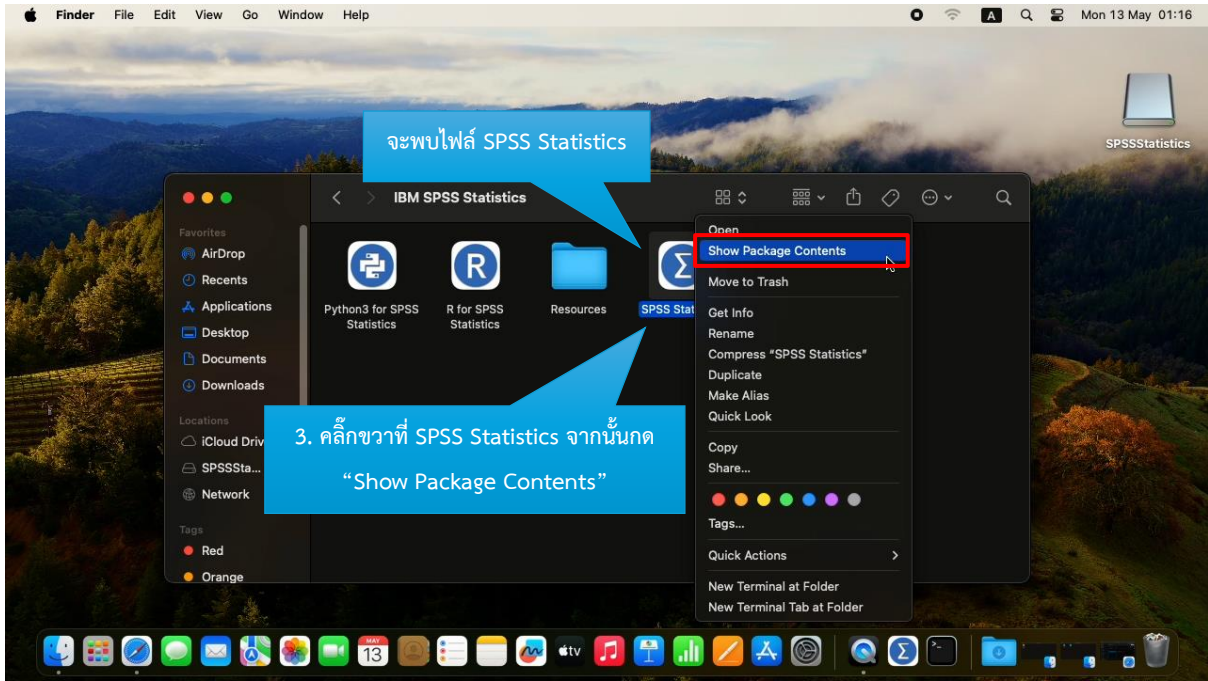 Finder File Edit View Go Window Help
A
Mon 13 May 01:16
SPSSStatistics
จะพบไฟล์ SPSS Statistics
IBM SPSS Statistics
Favorites
AirDrop
Recents
Applications
Desktop
Documents
Downloads
Locations
iCloud Driv
SPSSSta...
Network
Tags
Red
Orange
Python3 for SPSS
Statistics
R for SPSS
Statistics
Resources
SPSS Stat
3. คลิ๊กขวาที่ SPSS Statistics จากนั้นกด
“Show Package Contents”
Open
Show Package Contents
Move to Trash
Get Info
Rename
Compress “SPSS Statistics”
Duplicate
Make Alias
Quick Look
Copy
Share...
Tags...
Quick Actions
New Terminal at Folder
New Terminal Tab at Folder
MAY
13
tv